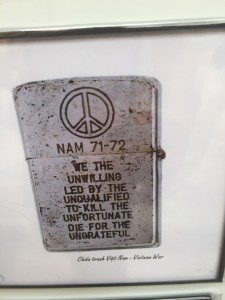 NAM 71-72
WE THE
UNWILLING
LED BY THE
UNQUALIFIED
TO KILL THE
UNFORTUNATE
DIE FOR THE
UNGRATEFUL
Chiến tranh Việt Nam - Vietnam War